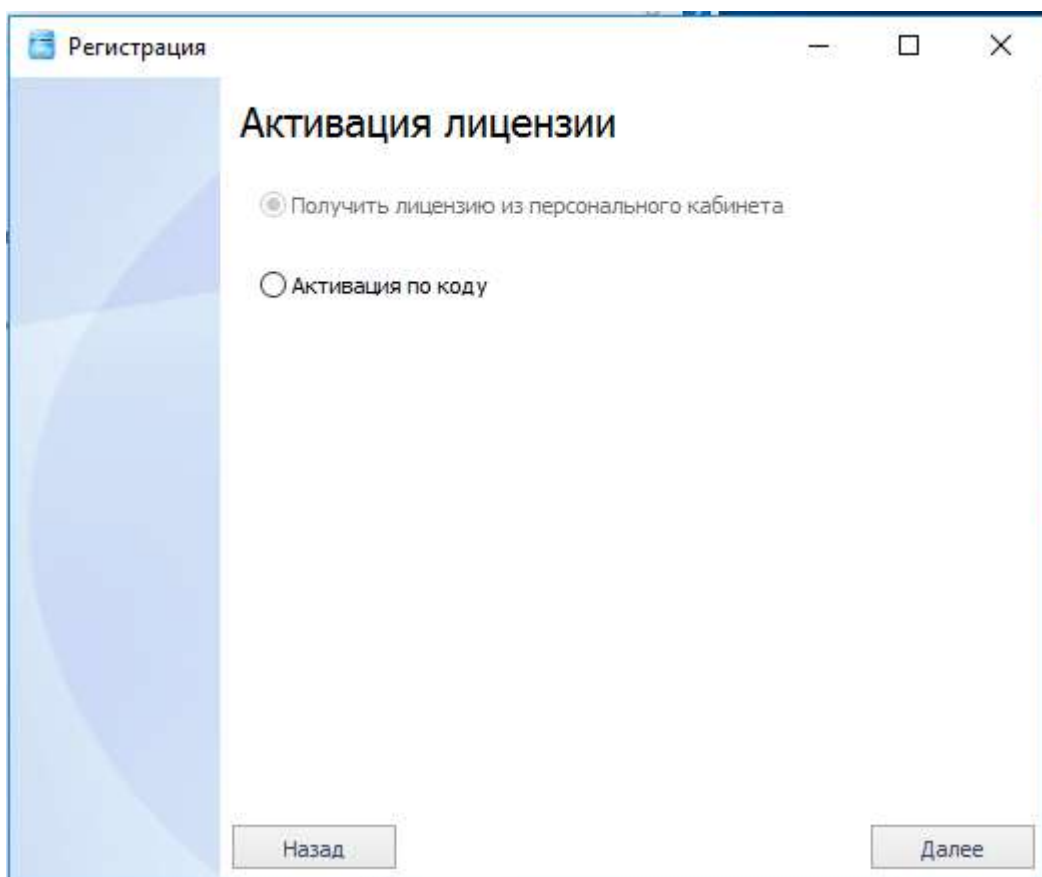 Регистрация
Активация лицензии
Получить лицензию из персонального кабинета
Активация по коду
Назад
Далее